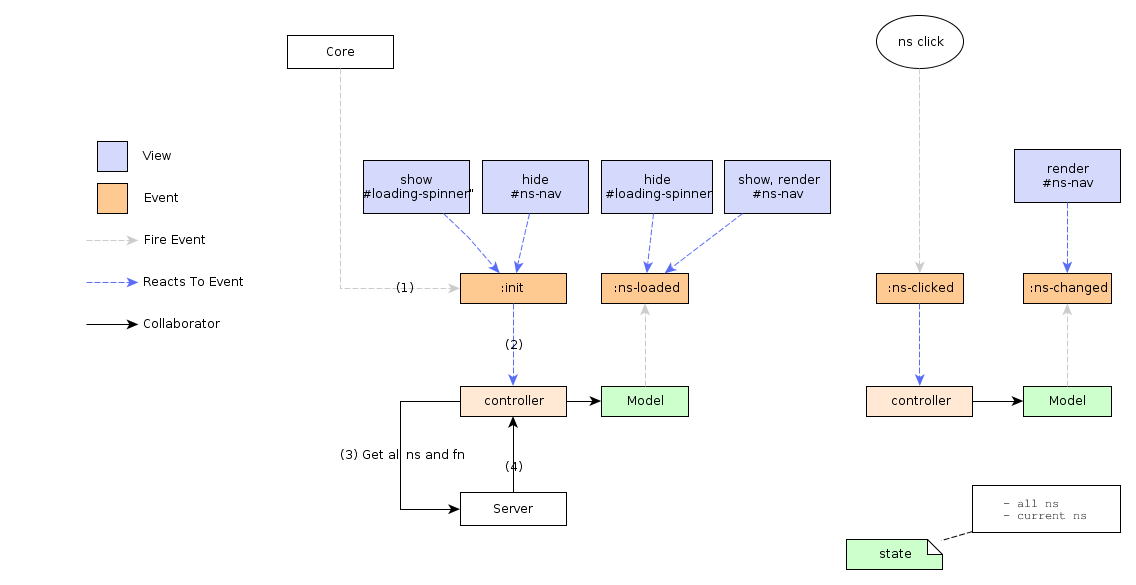 Core
ns click
View
Event
Fire Event
Reacts To Event
Collaborator
show
#loading-spinner"
hide
#ns-nav
hide
#loading-spinner
show, render
#ns-nav
render
#ns-nav
(1)
:init
:ns-loaded
:ns-clicked
:ns-changed
(2)
controller
Model
controller
Model
(3) Get all ns and fn
(4)
Server
- all ns
- current ns
state